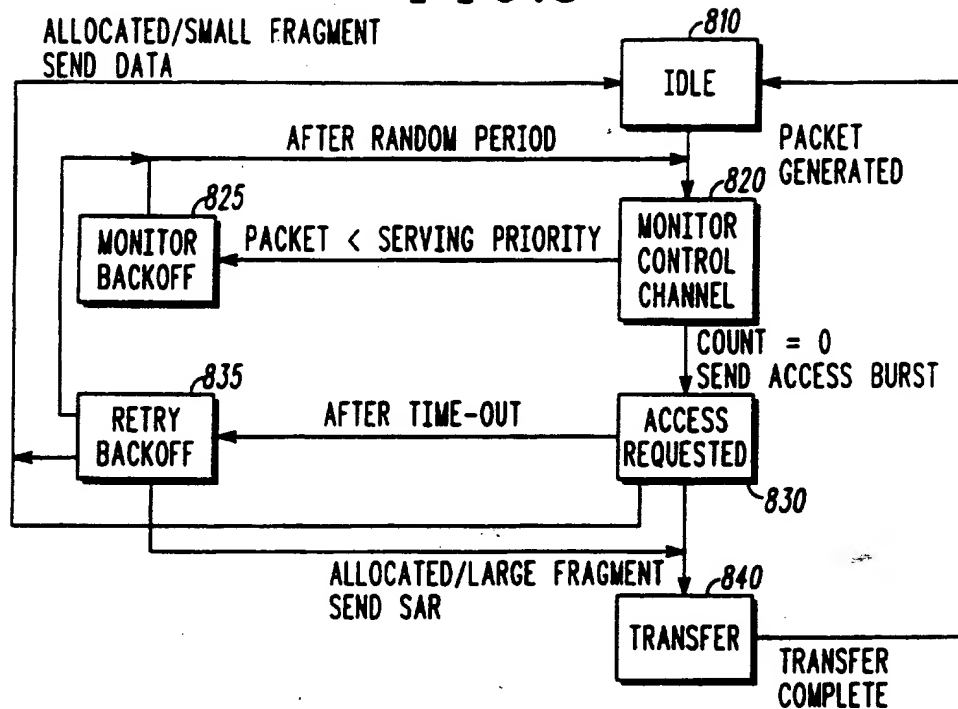 ALLOCATED/SMALL FRAGMENT
SEND DATA
810
IDLE
AFTER RANDOM PERIOD
PACKET
GENERATED
825
820
MONITOR
BACKOFF
PACKET < SERVING PRIORITY
MONITOR
CONTROL
CHANNEL
COUNT = 0
SEND ACCESS BURST
835
RETRY
BACKOFF
AFTER TIME-OUT
ACCESS
REQUESTED
830
ALLOCATED/LARGE FRAGMENT
SEND SAR
840
TRANSFER
TRANSFER
COMPLETE